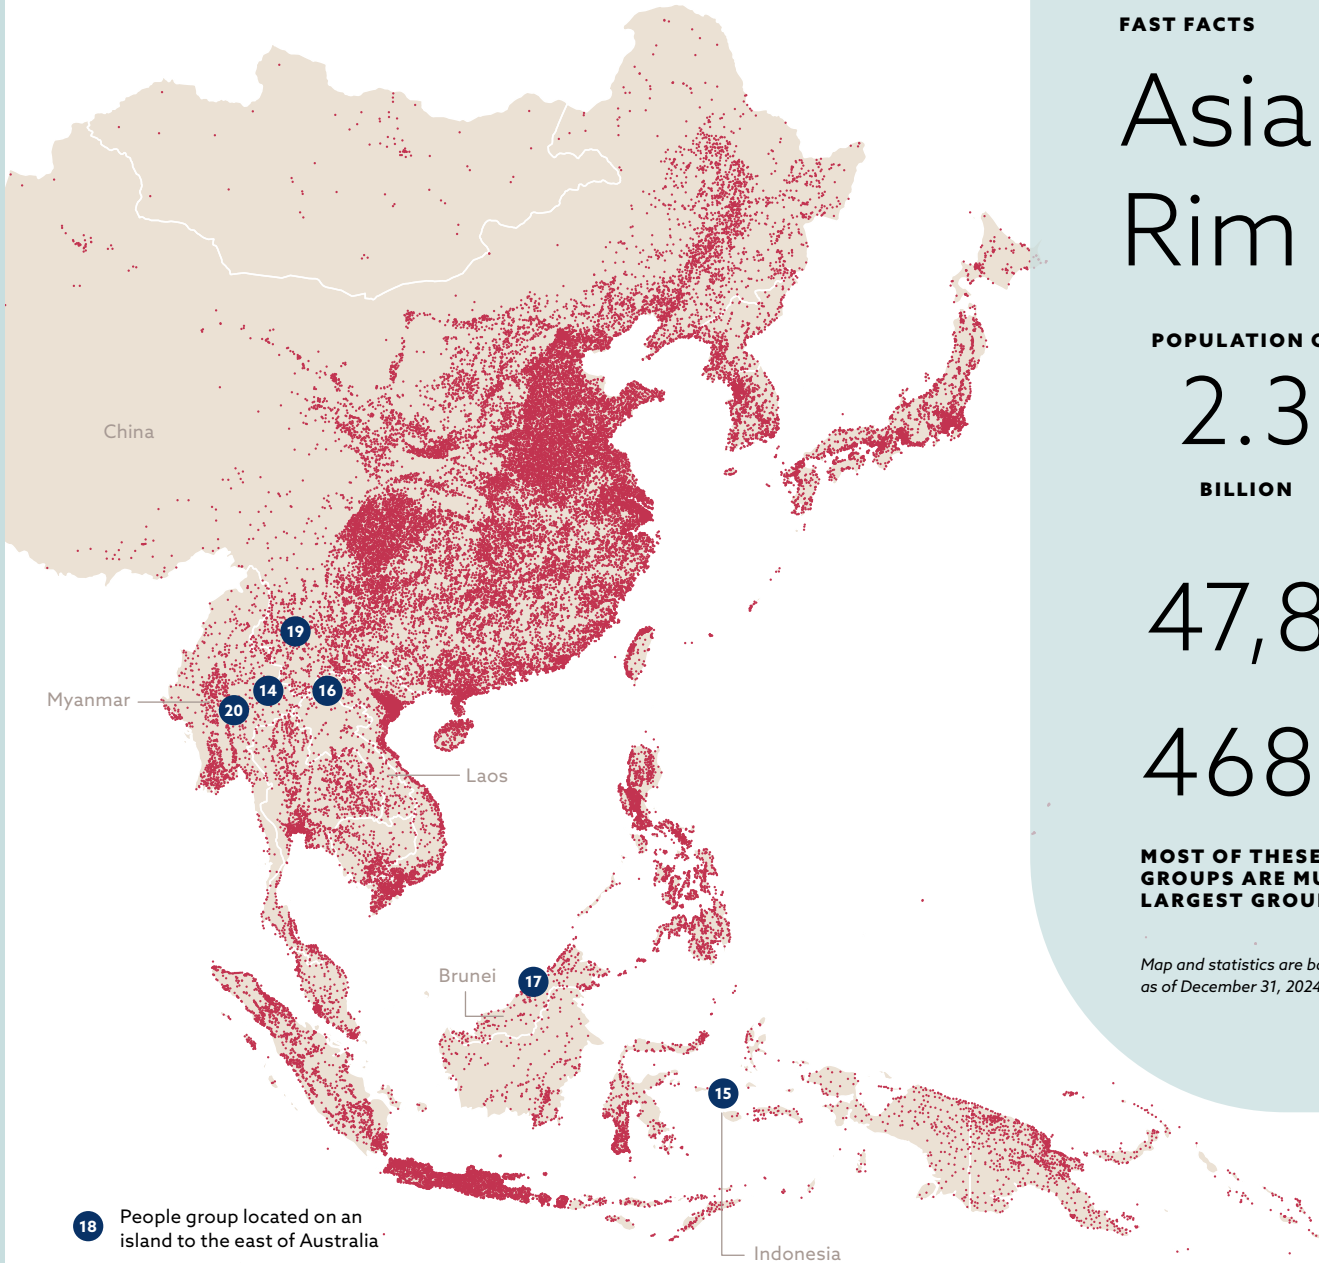 FAST FACTS
Asia
Rim
POPULATION
2.3
BILLION
47,8
468
MOST OF THESE
GROUPS ARE
LARGEST
Map and statistics are
as of December 31, 2024
China
19
14
16
Myanmar
20
Laos
Brunei
17
15
18
People group located on an
island to the east of Australia
Indonesia